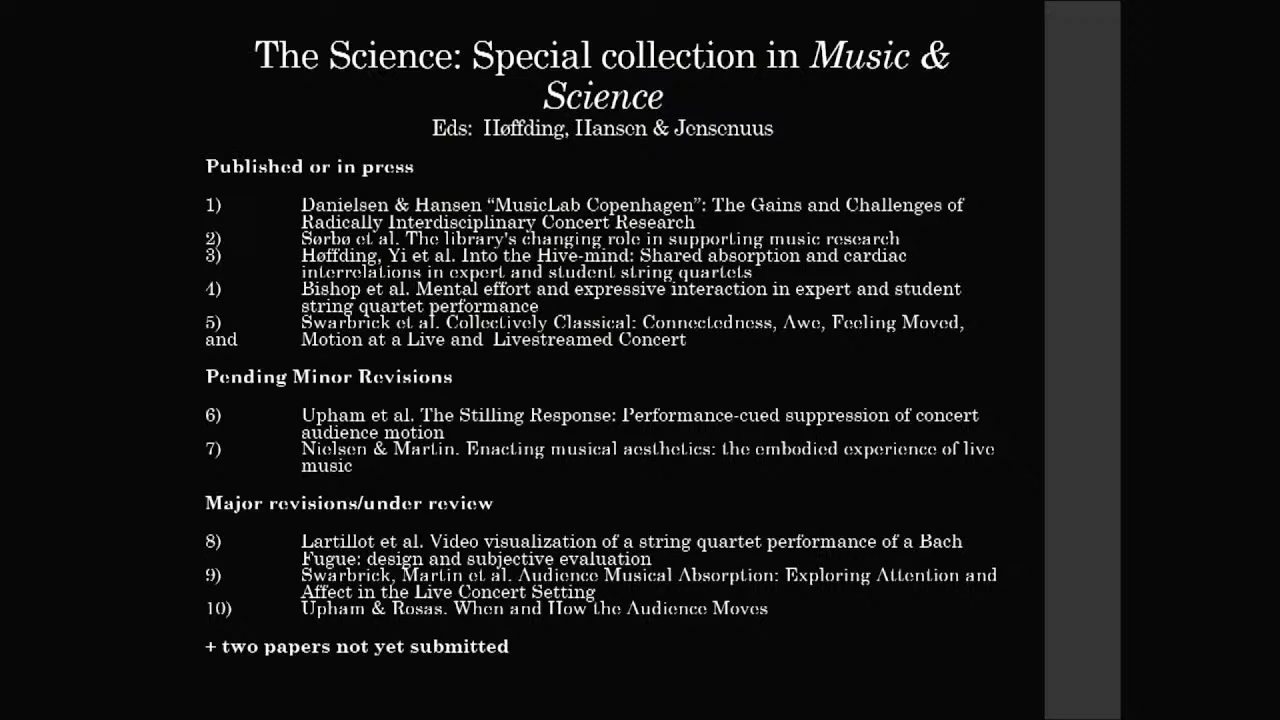 The Science: Special collection in Music &
Science
Eds: Høffding, Hansen & Jensenuus
Published or in press
1) Danielsen & Hansen “MusicLab Copenhagen”: The Gains and Challenges of
Radically Interdisciplinary Concert Research
2) Sørbø et al. The library's changing role in supporting music research
3) Høffding, Yi et al. Into the Hive-mind: Shared absorption and cardiac
interrelations in expert and student string quartets
4) Bishop et al. Mental effort and expressive interaction in expert and student
string quartet performance
5) Swarbrick et al. Collectively Classical: Connectedness, Awe, Feeling Moved,
and Motion at a Live and Livestreamed Concert
Pending Minor Revisions
6) Upham et al. The Stilling Response: Performance-cued suppression of concert
audience motion
7) Nielsen & Martin. Enacting musical aesthetics: the embodied experience of live
music
Major revisions/under review
8) Lartillot et al. Video visualization of a string quartet performance of a Bach
Fugue: design and subjective evaluation
9) Swarbrick, Martin et al. Audience Musical Absorption: Exploring Attention and
Affect in the Live Concert Setting
10) Upham & Rosas. When and How the Audience Moves
+ two papers not yet submitted